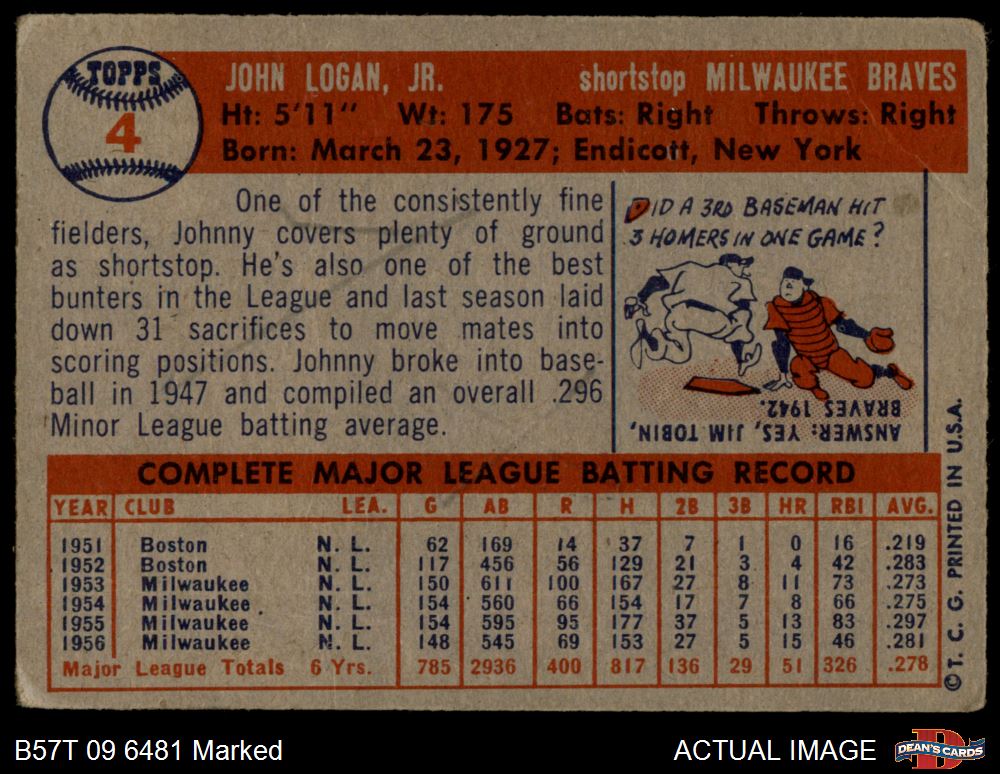 TOPPS
4
JOHN LOGAN, JR. shortstop MILWAUKEE BRAVES
Ht: 5'11" Wt: 175 Bats: Right Throws: Right
Born: March 23, 1927; Endicott, New York
One of the consistently fine
fielders, Johnny covers plenty of ground
as shortstop. He's also one of the best
bunters in the League and last season laid
down 31 sacrifices to move mates into
scoring positions. Johnny broke into base-
ball in 1947 and compiled an overall .296
Minor League batting average.
DID A 3RD BASEMAN HIT
3 HOMERS IN ONE GAME?
ANSWER: YES, JIM TOBIN,
BRAVES 1942.
COMPLETE MAJOR LEAGUE BATTING RECORD
YEAR CLUB LEA. G AB R H 2B 3B HR RBI AVG.
1951 Boston N. L. 62 169 14 37 7 1 0 16 .219
1952 Boston N. L. 117 456 56 129 21 3 4 42 .283
1953 Milwaukee N. L. 150 611 100 167 27 8 11 73 .273
1954 Milwaukee N. L. 154 560 66 154 17 7 8 66 .275
1955 Milwaukee N. L. 154 595 95 177 37 5 13 83 .297
1956 Milwaukee N. L. 148 545 69 153 27 5 15 46 .281
Major League Totals 6 Yrs. 785 2936 400 817 136 29 51 326 .278
©T. C. G. PRINTED IN U.S.A.
B57T 09 6481 Marked
ACTUAL IMAGE
D
DEAN'S CARDS